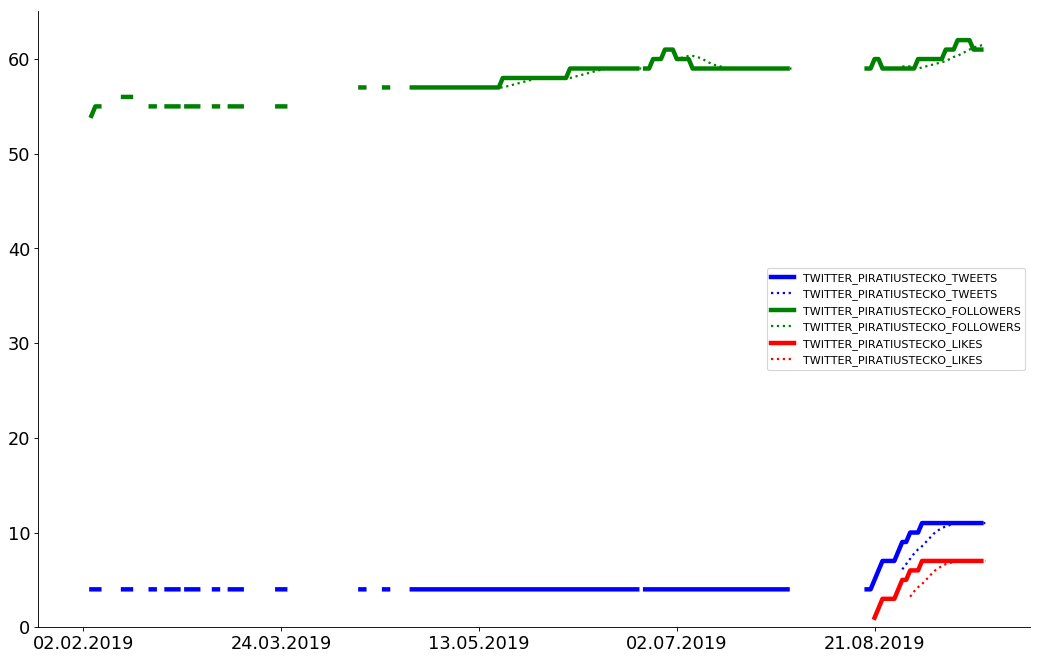 60
50
40
30
20
10
0
02.02.2019 24.03.2019 13.05.2019 02.07.2019 21.08.2019
TWITTER_PIRATIUSTECKO_TWEETS
TWITTER_PIRATIUSTECKO_TWEETS
TWITTER_PIRATIUSTECKO_FOLLOWERS
TWITTER_PIRATIUSTECKO_FOLLOWERS
TWITTER_PIRATIUSTECKO_LIKES
TWITTER_PIRATIUSTECKO_LIKES